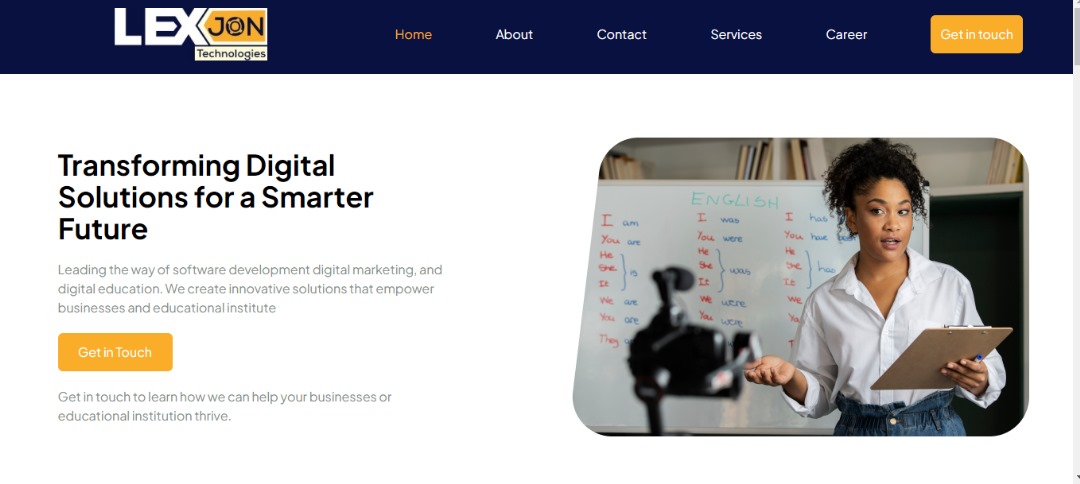 LEXJON
Technologies
Home
About
Contact
Services
Career
Get in touch
Transforming Digital
Solutions for a Smarter
Future
Leading the way of software development digital marketing, and
digital education. We create innovative solutions that empower
businesses and educational institute
Get in Touch
Get in touch to learn how we can help your businesses or
educational institution thrive.
ENGLISH
I am
You are
He
She
It
is
We are
You are
They
I was
You were
He
She
It
was
We were
You were
I has
You have been
He
She
It
has
We